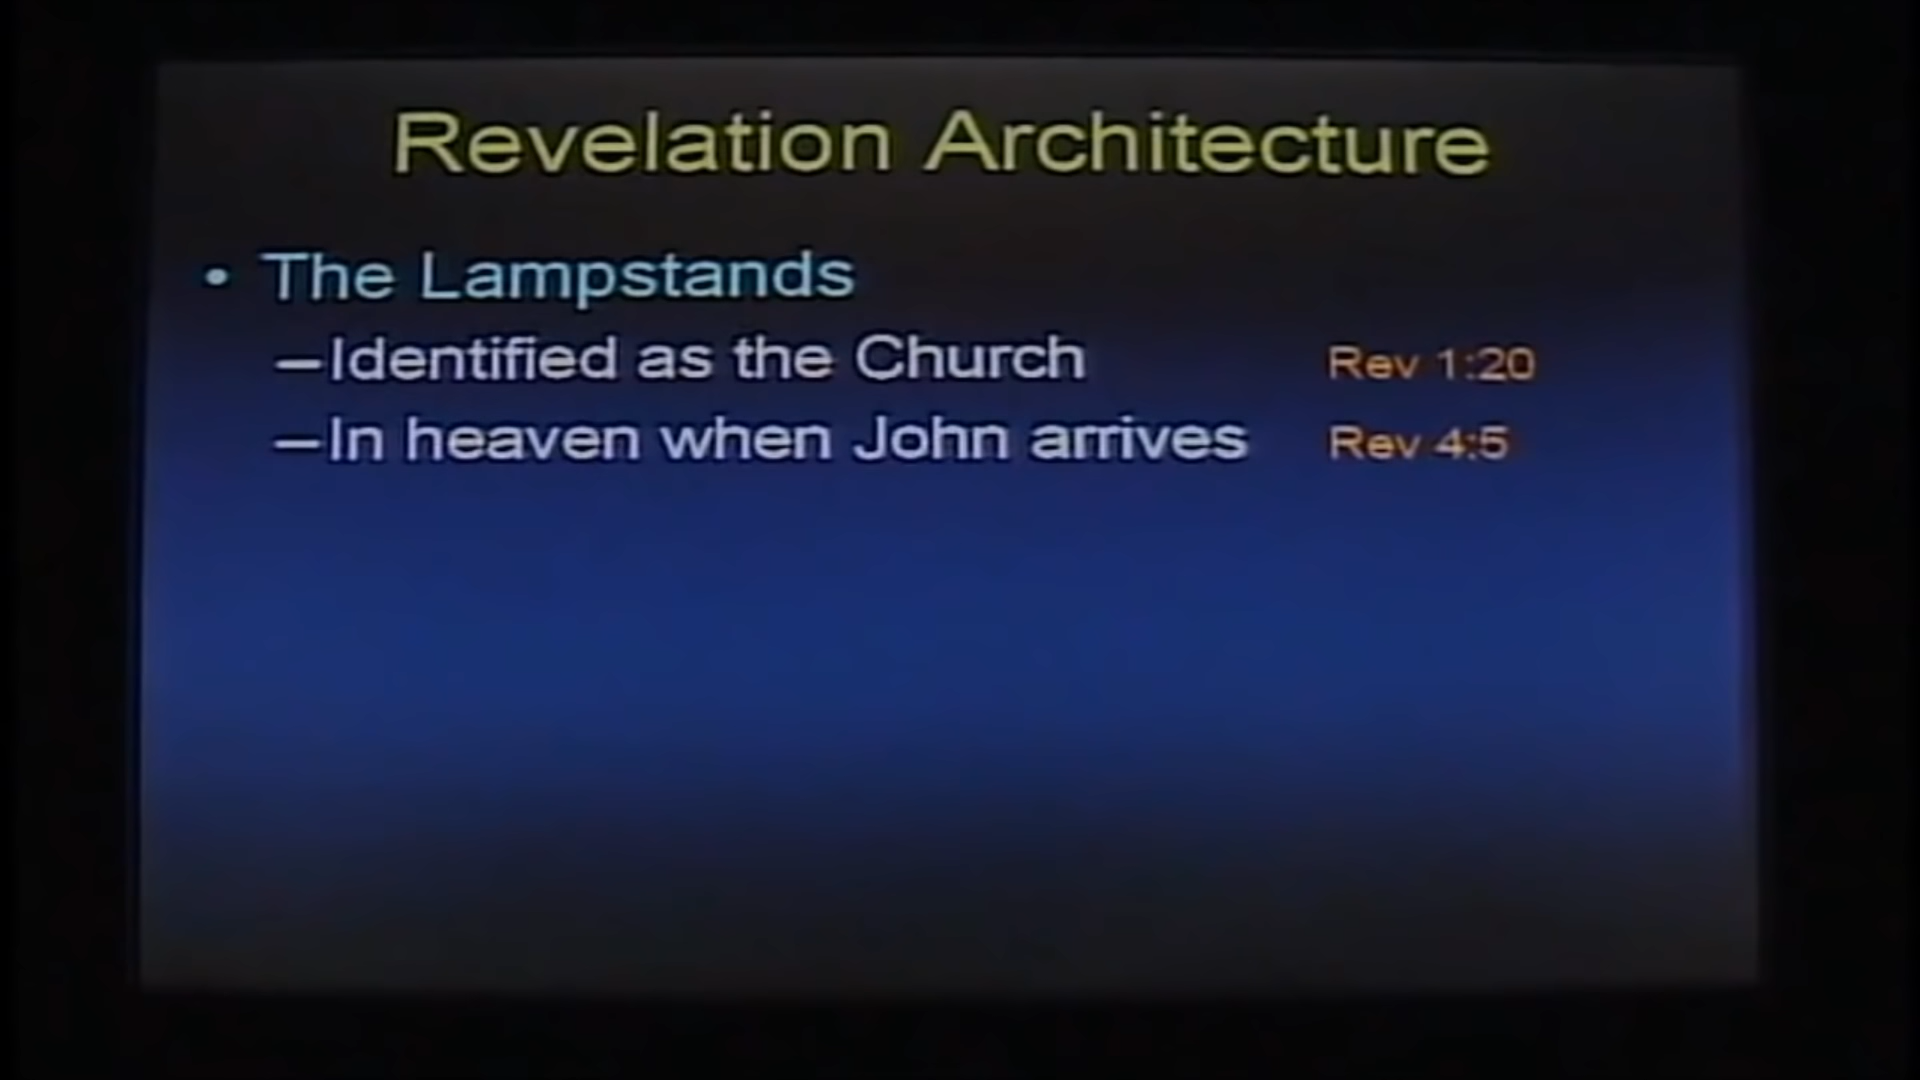 Revelation Architecture
• The Lampstands
–Identified as the Church Rev 1:20
–In heaven when John arrives Rev 4:5